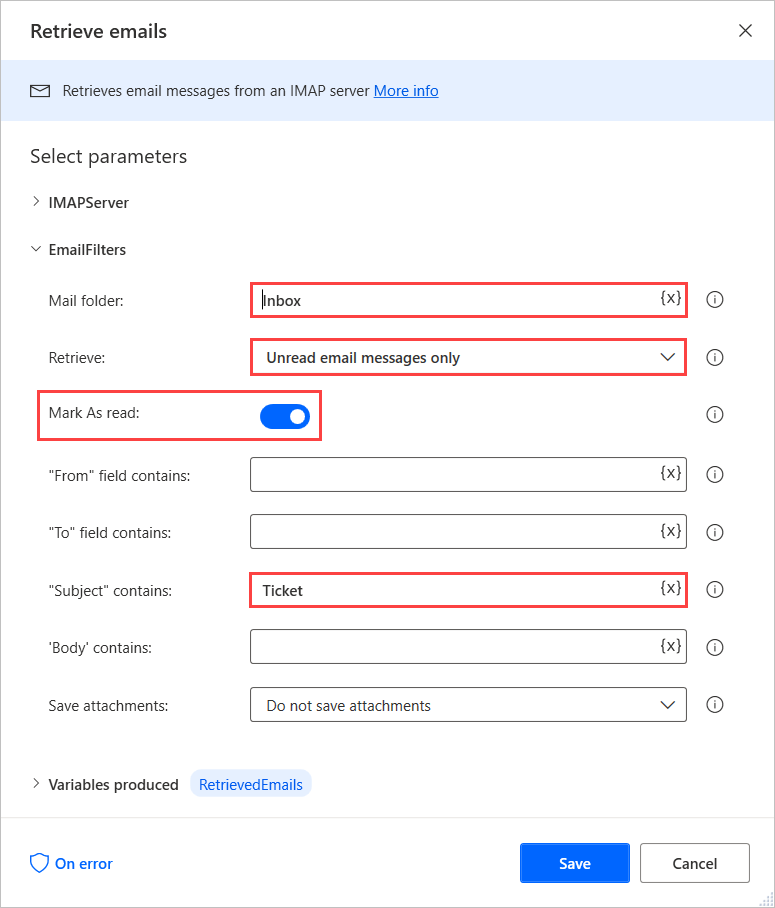 Retrieve emails
Retrieves email messages from an IMAP server More info
Select parameters
IMAPServer
EmailFilters
Mail folder: Inbox {x}
Retrieve: Unread email messages only
Mark As read:
"From" field contains: {x}
"To" field contains: {x}
"Subject" contains: Ticket {x}
'Body' contains: {x}
Save attachments: Do not save attachments
Variables produced RetrievedEmails
On error Save Cancel